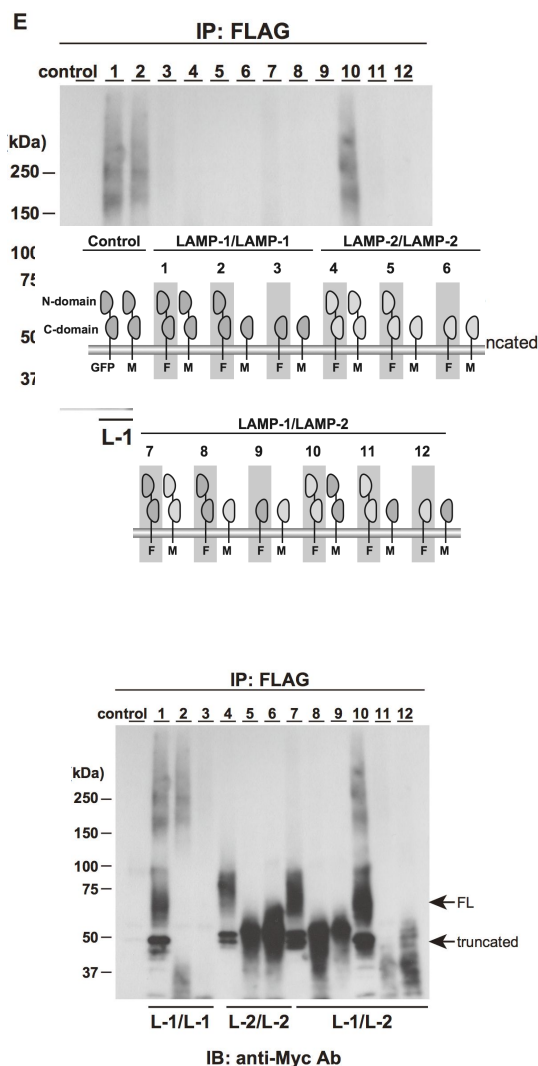 E
IP: FLAG
control 1 2 3 4 5 6 7 8 9 10 11 12
(kDa)
250
150
Control LAMP-1/LAMP-1 LAMP-2/LAMP-2
10
1 2 3 4 5 6
7
N-domain
C-domain
50
ncated
GFP M F M F M F M F M F M F M
37
L-1
LAMP-1/LAMP-2
7 8 9 10 11 12
F M F M F M F M F M F M
IP: FLAG
control 1 2 3 4 5 6 7 8 9 10 11 12
(kDa)
250
150
100
75
FL
50
truncated
37
L-1/L-1 L-2/L-2 L-1/L-2
IB: anti-Myc Ab